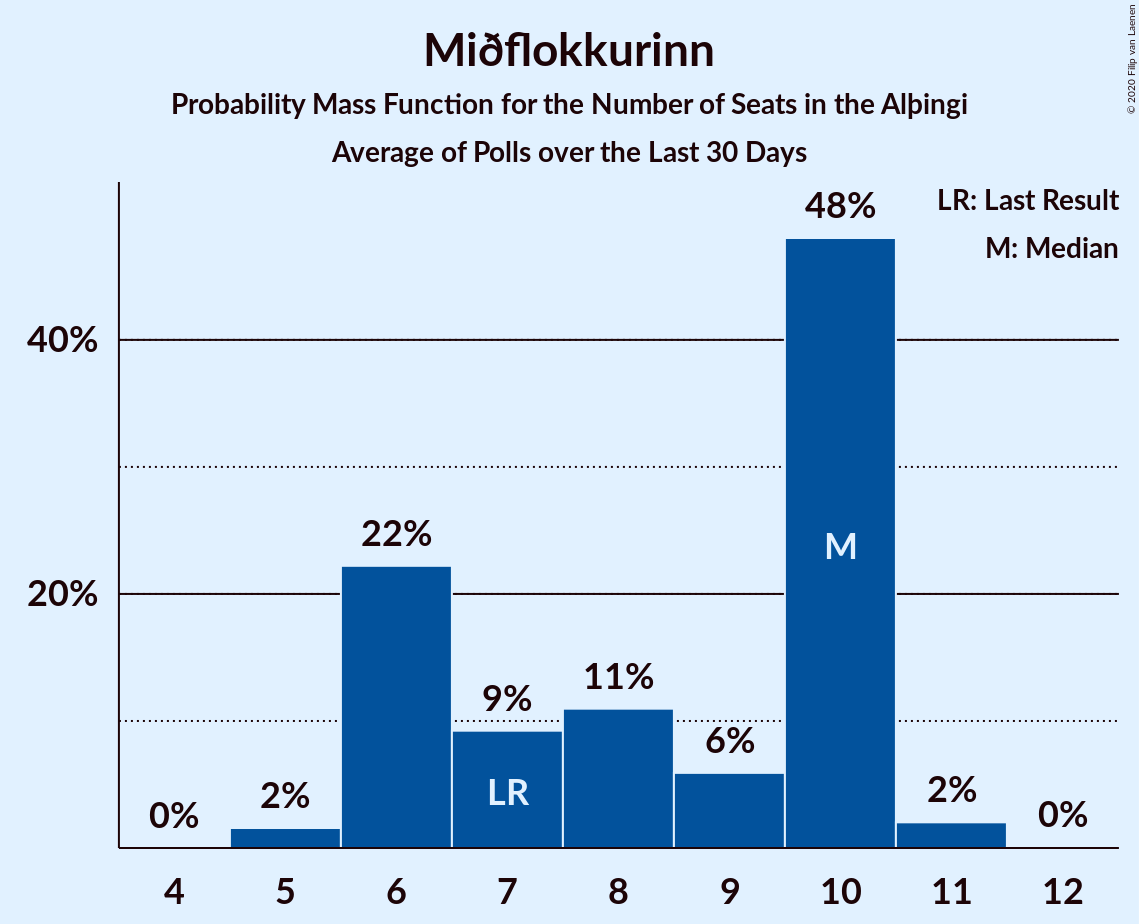 Miðflokkurinn
Probability Mass Function for the Number of Seats in the Alþingi
Average of Polls over the Last 30 Days
© 2020 Filip van Laenen
LR: Last Result
M: Median
48%
40%
M
22%
20%
11%
9%
6%
LR
2%
2%
0%
0%
4 5 6 7 8 9 10 11 12